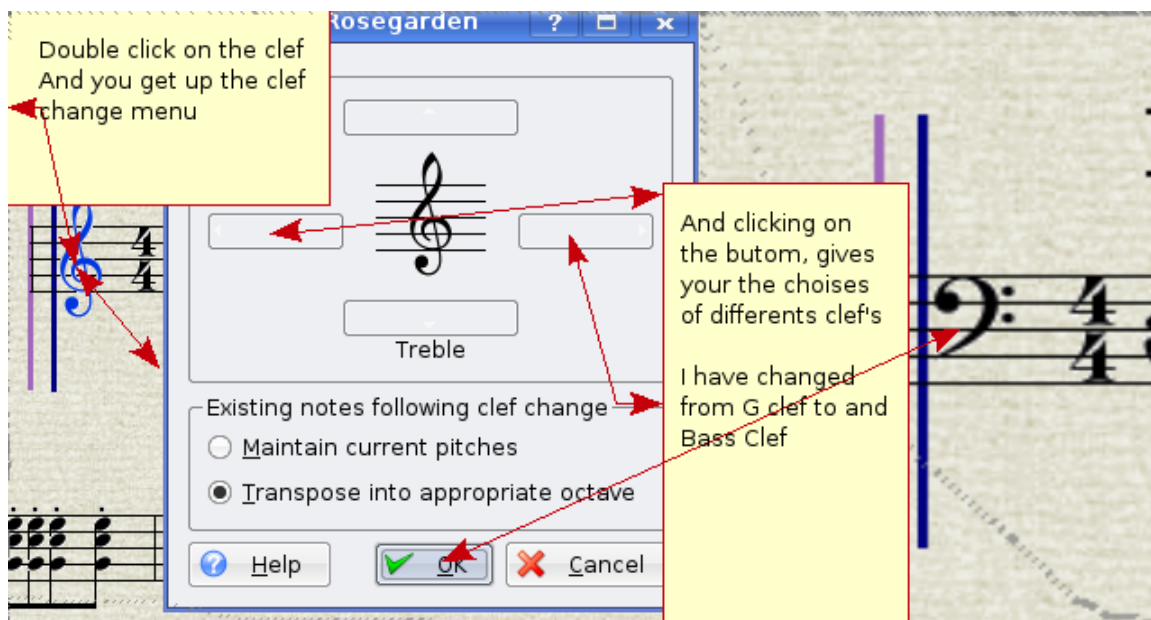 Rosegarden
Double click on the clef
And you get up the clef
change menu
4
4
Treble
Existing notes following clef change
Maintain current pitches
Transpose into appropriate octave
Help
OK
Cancel
And clicking on
the butom, gives
your the choises
of differents clef's
I have changed
from G clef to and
Bass Clef
4
4